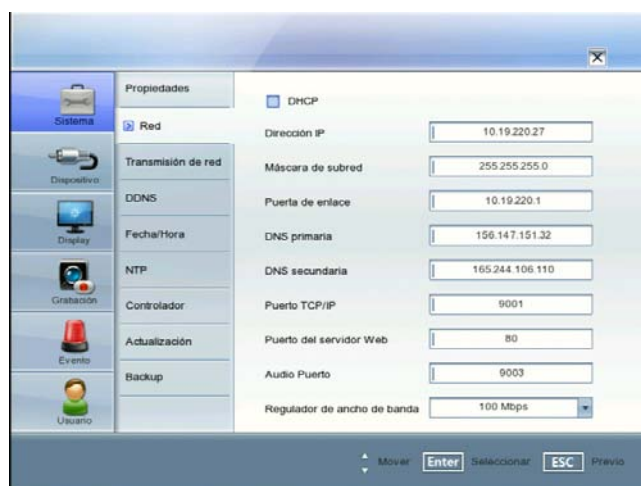 Sistema
Dispositivo
Display
Grabación
Evento
Usuario
Propiedades
Red
Transmisión de red
DDNS
Fecha/Hora
NTP
Controlador
Actualización
Backup
DHCP
Dirección IP 10.19.220.27
Máscara de subred 255.255.255.0
Puerta de enlace 10.19.220.1
DNS primaria 156.147.151.32
DNS secundaria 165.244.106.110
Puerto TCP/IP 9001
Puerto del servidor Web 80
Audio Puerto 9003
Regulador de ancho de banda 100 Mbps
Mover Enter Seleccionar ESC Previo